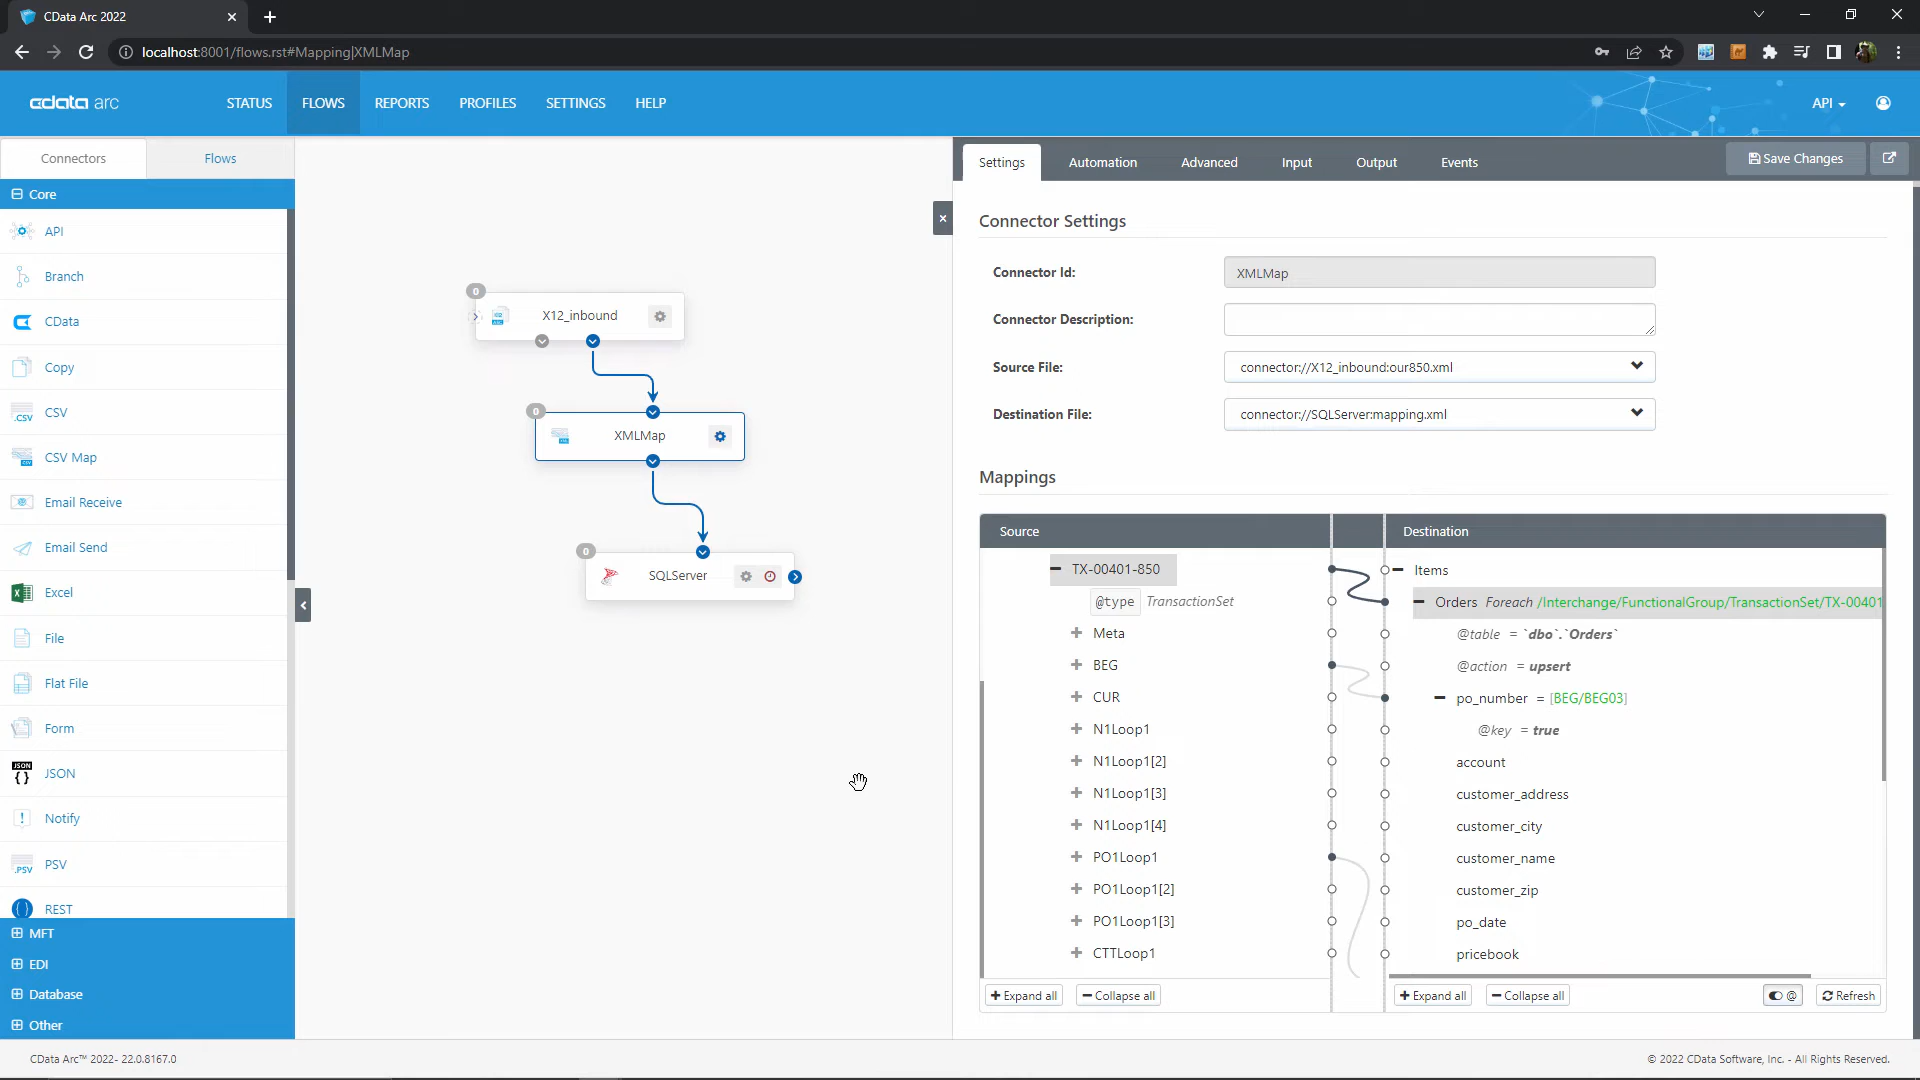 CData Arc 2022
localhost:8001/flows.rst#Mapping|XMLMap
cdata arc
STATUS
FLOWS
REPORTS
PROFILES
SETTINGS
HELP
API
Connectors
Flows
Core
API
Branch
CData
Copy
CSV
CSV Map
Email Receive
Email Send
Excel
File
Flat File
Form
JSON
Notify
PSV
REST
MFT
EDI
Database
Other
0
X12_inbound
0
XMLMap
0
SQLServer
Settings
Automation
Advanced
Input
Output
Events
Save Changes
Connector Settings
Connector Id:
XMLMap
Connector Description:
Source File:
connector://X12_inbound:our850.xml
Destination File:
connector://SQLServer:mapping.xml
Mappings
Source
TX-00401-850
@type TransactionSet
Meta
BEG
CUR
N1Loop1
N1Loop1[2]
N1Loop1[3]
N1Loop1[4]
PO1Loop1
PO1Loop1[2]
PO1Loop1[3]
CTTLoop1
Expand all
Collapse all
Destination
Items
Orders Foreach /Interchange/FunctionalGroup/TransactionSet/TX-00401
@table = `dbo`.`Orders`
@action = upsert
po_number = [BEG/BEG03]
@key = true
account
customer_address
customer_city
customer_name
customer_zip
po_date
pricebook
Expand all
Collapse all
@
Refresh
CData Arc™ 2022- 22.0.8167.0
© 2022 CData Software, Inc. - All Rights Reserved.